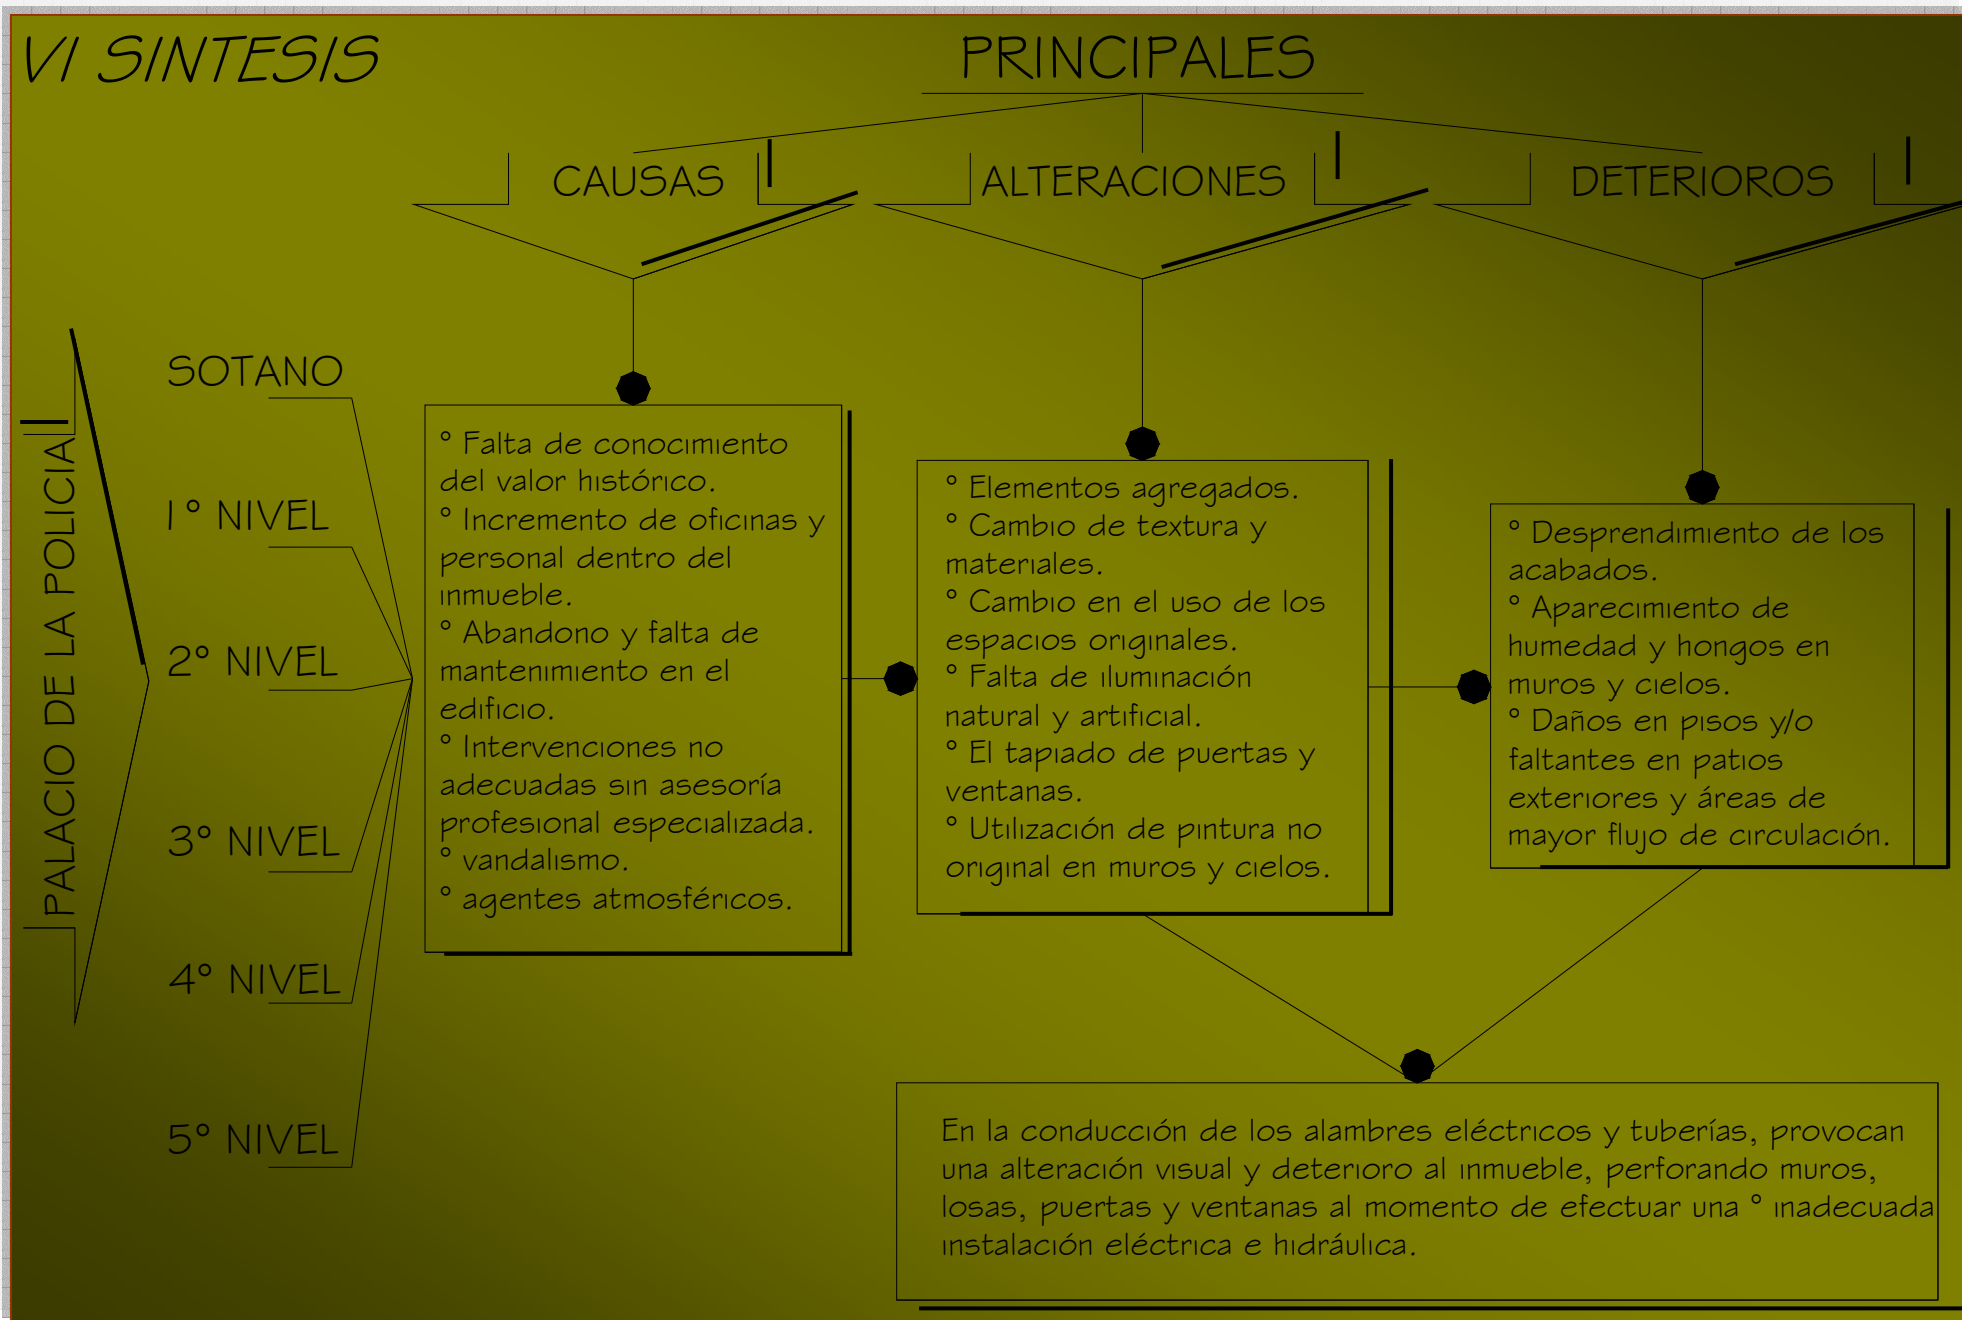 VI SINTESIS
PRINCIPALES
CAUSAS
ALTERACIONES
DETERIOROS
PALACIO DE LA POLICIA
SOTANO
1° NIVEL
2° NIVEL
3° NIVEL
4° NIVEL
5° NIVEL
° Falta de conocimiento
del valor histórico.
° Incremento de oficinas y
personal dentro del
inmueble.
° Abandono y falta de
mantenimiento en el
edificio.
° Intervenciones no
adecuadas sin asesoría
profesional especializada.
° vandalismo.
° agentes atmosféricos.
° Elementos agregados.
° Cambio de textura y
materiales.
° Cambio en el uso de los
espacios originales.
° Falta de iluminación
natural y artificial.
° El tapiado de puertas y
ventanas.
° Utilización de pintura no
original en muros y cielos.
° Desprendimiento de los
acabados.
° Aparecimiento de
humedad y hongos en
muros y cielos.
° Daños en pisos y/o
faltantes en patios
exteriores y áreas de
mayor flujo de circulación.
En la conducción de los alambres eléctricos y tuberías, provocan
una alteración visual y deterioro al inmueble, perforando muros,
losas, puertas y ventanas al momento de efectuar una ° inadecuada
instalación eléctrica e hidráulica.